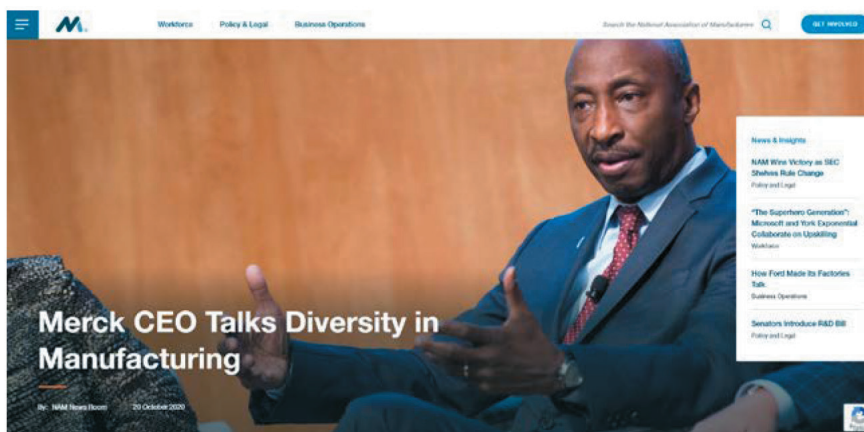 Workforce
Policy & Legal
Business Operations
Search the National Association of Manufacturers
GET INVOLVED
News & Insights
NAM Wins Victory as SEC
Shelves Rule Change
Policy and Legal
"The Superhero Generation":
Microsoft and York Exponential
Collaborate on Upskilling
Workforce
How Ford Made Its Factories
Talk
Business Operations
Senators Introduce R&D Bill
Policy and Legal
Merck CEO Talks Diversity in
Manufacturing
By: NAM News Room
20 October 2020